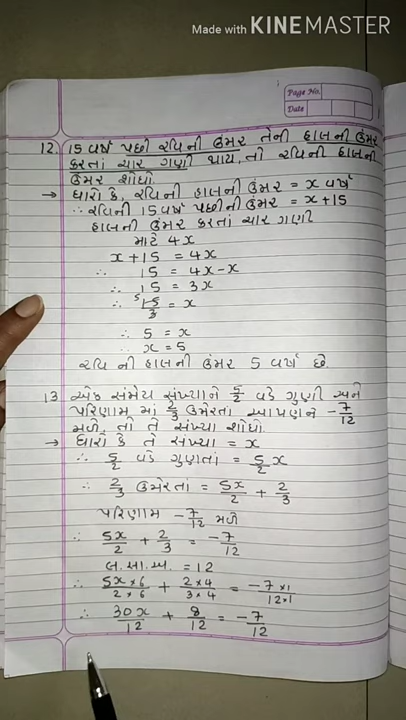 Made with KINEMASTER
Page No.
Date
12. 15 વર્ષ પછી રવિની ઉંમર તેની હાલની ઉંમર
કરતાં ચાર ગણી થાય, તો રવિની હાલની
ઉંમર શોધો.
→ ધારો કે, રવિની હાલની ઉંમર = x વર્ષ
∴ રવિની 15 વર્ષ પછીની ઉંમર = x + 15
હાલની ઉંમર કરતાં ચાર ગણી
માટે 4x
x + 15 = 4x
∴ 15 = 4x - x
∴ 15 = 3x
∴ 15/3 = x 5
∴ 5 = x
∴ x = 5
રવિ ની હાલની ઉંમર 5 વર્ષ છે.
13 એક સંમેય સંખ્યાને 5/2 વડે ગુણી અને
પરિણામ માં 2/3 ઉમેરતાં આપણને -7/12
મળે, તો તે સંખ્યા શોધો.
→ ધારો કે તે સંખ્યા = x
∴ 5/2 વડે ગુણતાં = 5/2 x
∴ 2/3 ઉમેરતાં = 5x/2 + 2/3
પરિણામ -7/12 મળે
∴ 5x/2 + 2/3 = -7/12
લ.સા.અ. = 12
∴ 5x×6/2×6 + 2×4/3×4 = -7×1/12×1
∴ 30x/12 + 8/12 = -7/12